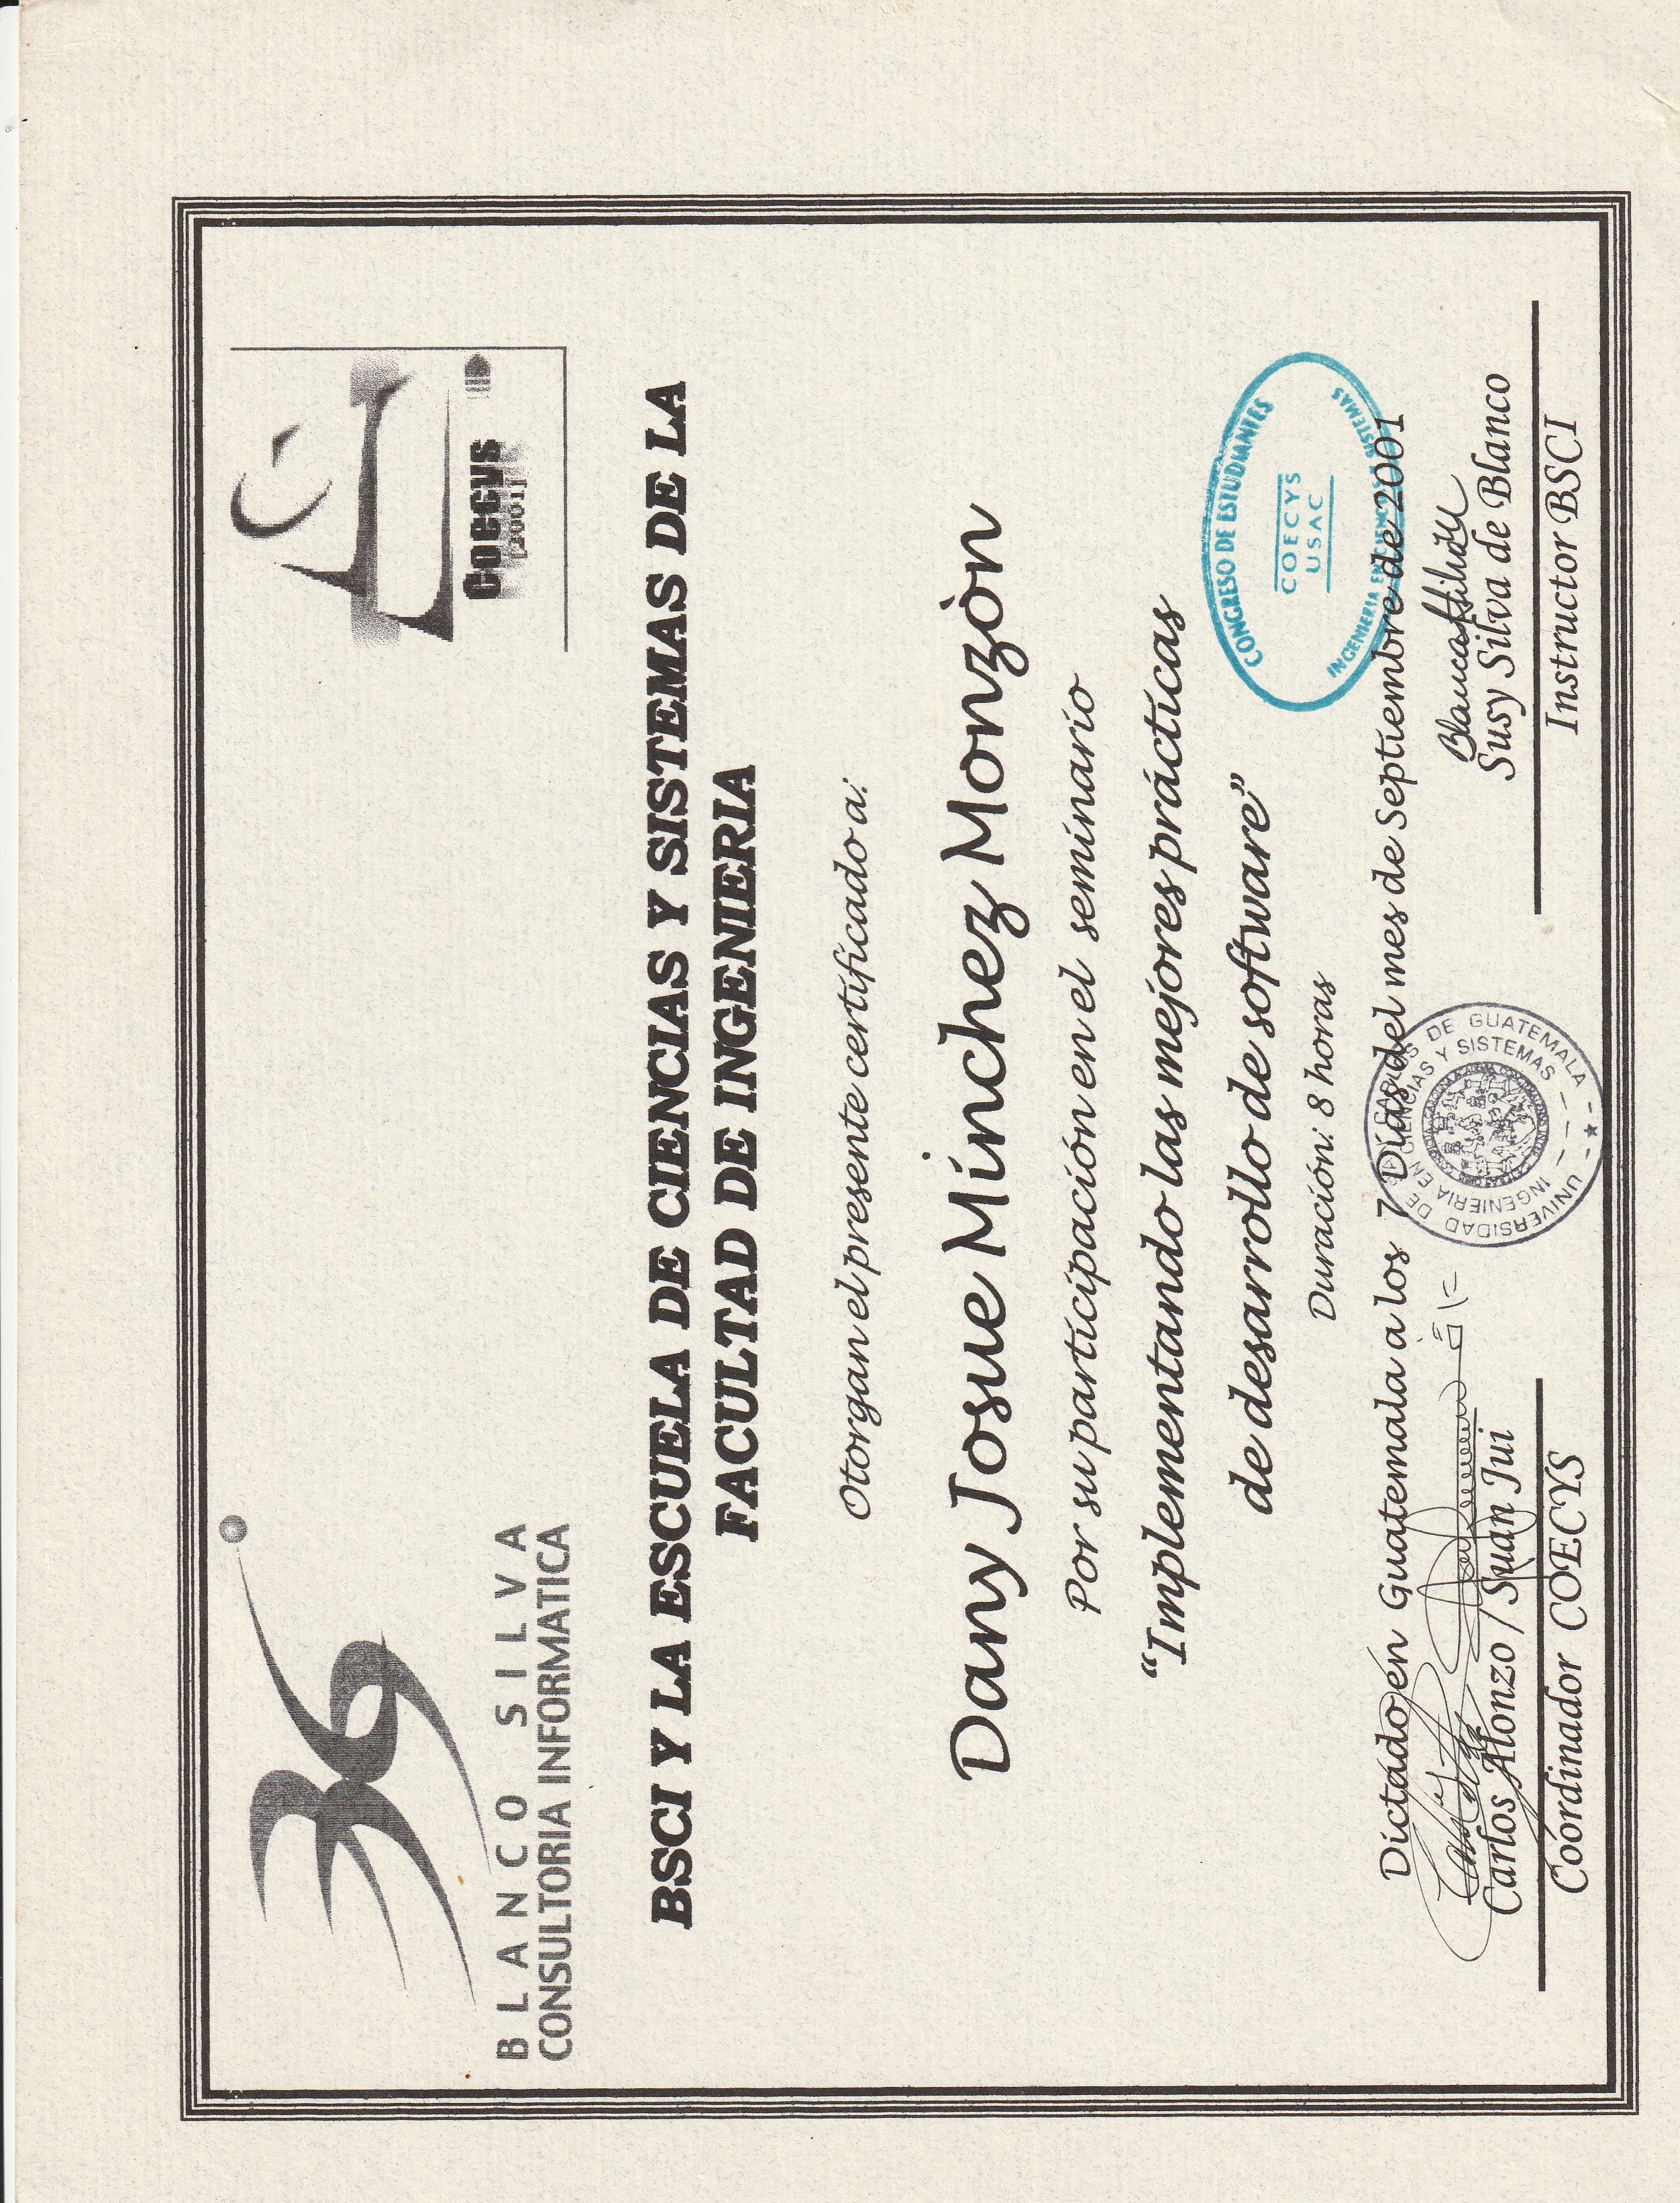 BLANCO SILVA
CONSULTORIA INFORMATICA
Coecys
[2001]
BSCI Y LA ESCUELA DE CIENCIAS Y SISTEMAS DE LA
FACULTAD DE INGENIERIA
Otorgan el presente certificado a:
Dany Josue Minchez Monzòn
Por su participación en el seminario
“Implementando las mejores prácticas
de desarrollo de software”
Duración: 8 horas
CONGRESO DE ESTUDIANTES
COECYS
USAC
INGENIERIA EN CIENCIAS Y SISTEMAS
Dictado en Guatemala a los 7 Dias del mes de Septiembre de 2001
UNIVERSIDAD DE SAN CARLOS DE GUATEMALA
INGENIERIA EN CIENCIAS Y SISTEMAS
Carlos Alonzo / Suan Jui
Coordinador COECYS
Susy Silva de Blanco
Instructor BSCI